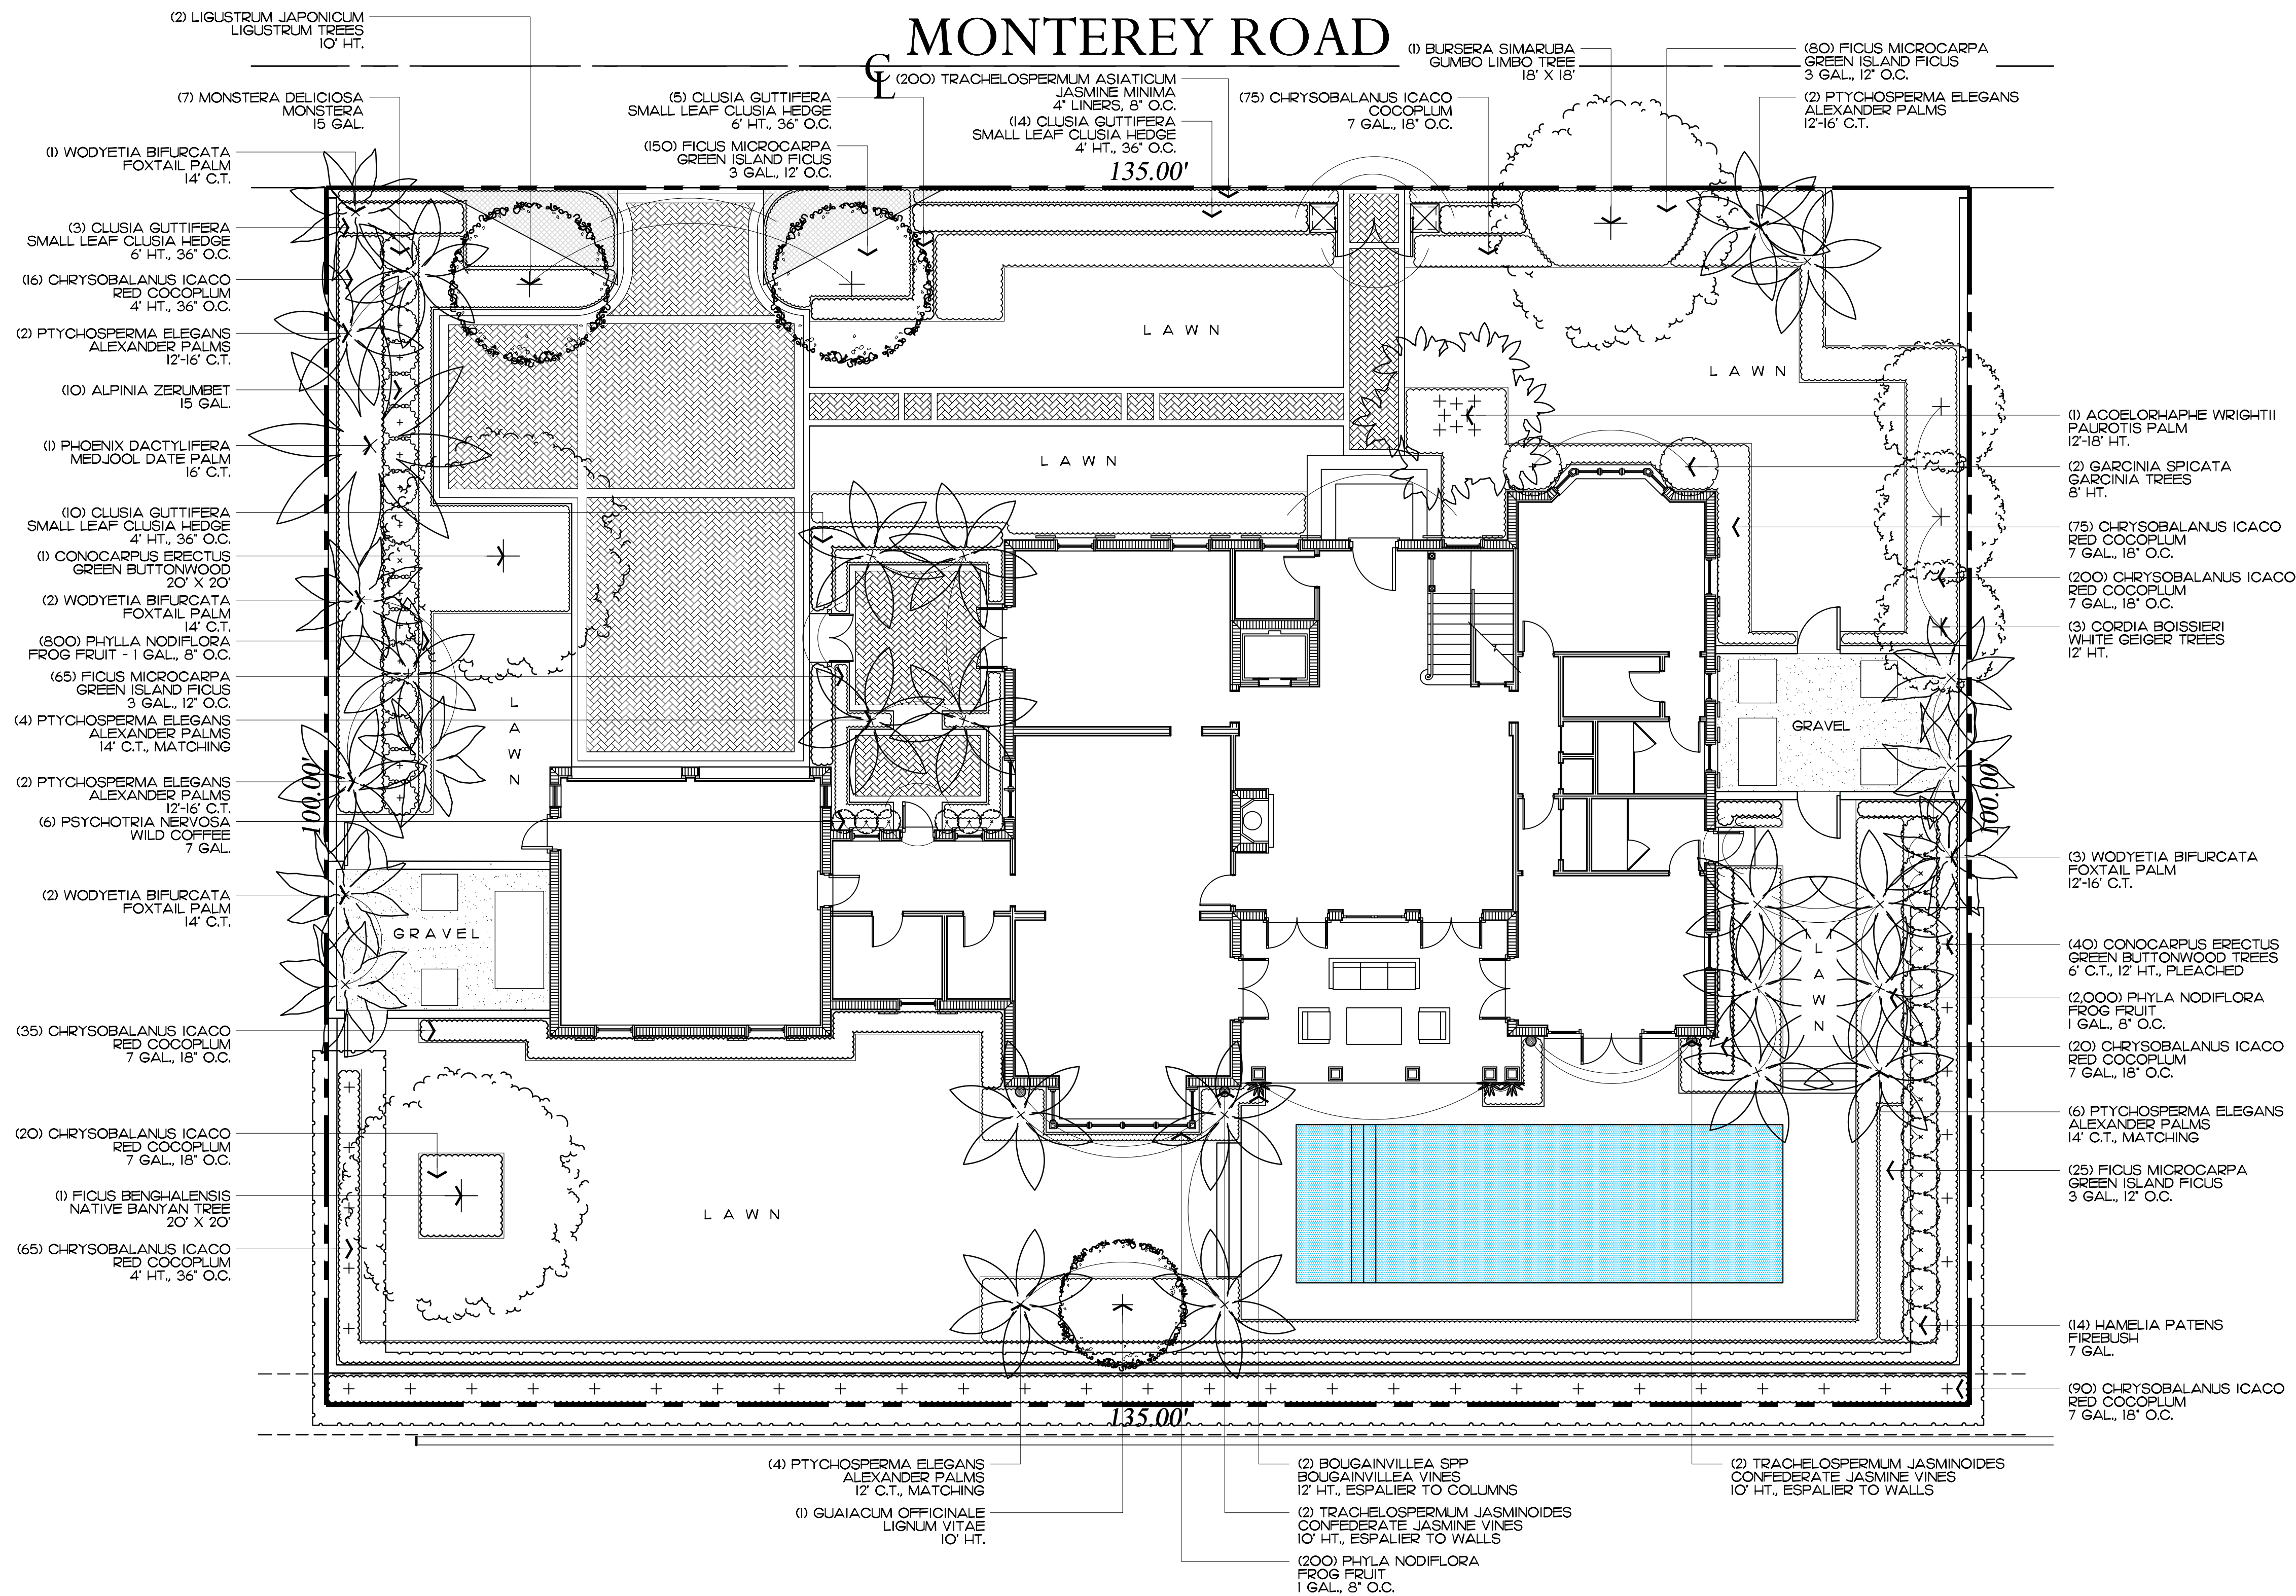 MONTEREY ROAD
CL
(2) LIGUSTRUM JAPONICUM
LIGUSTRUM TREES
10' HT.
(7) MONSTERA DELICIOSA
MONSTERA
15 GAL.
(5) CLUSIA GUTTIFERA
SMALL LEAF CLUSIA HEDGE
6' HT., 36" O.C.
(150) FICUS MICROCARPA
GREEN ISLAND FICUS
3 GAL., 12' O.C.
(200) TRACHELOSPERMUM ASIATICUM
JASMINE MINIMA
4" LINERS, 8" O.C.
(14) CLUSIA GUTTIFERA
SMALL LEAF CLUSIA HEDGE
4' HT., 36" O.C.
(1) BURSERA SIMARUBA
GUMBO LIMBO TREE
18' X 18'
(75) CHRYSOBALANUS ICACO
COCOPLUM
7 GAL., 18" O.C.
(80) FICUS MICROCARPA
GREEN ISLAND FICUS
3 GAL., 12" O.C.
(2) PTYCHOSPERMA ELEGANS
ALEXANDER PALMS
12'-16' C.T.
135.00'
(1) WODYETIA BIFURCATA
FOXTAIL PALM
14' C.T.
(3) CLUSIA GUTTIFERA
SMALL LEAF CLUSIA HEDGE
6' HT., 36" O.C.
(16) CHRYSOBALANUS ICACO
RED COCOPLUM
4' HT., 36" O.C.
(2) PTYCHOSPERMA ELEGANS
ALEXANDER PALMS
12'-16' C.T.
(10) ALPINIA ZERUMBET
15 GAL.
(1) PHOENIX DACTYLIFERA
MEDJOOL DATE PALM
16' C.T.
(10) CLUSIA GUTTIFERA
SMALL LEAF CLUSIA HEDGE
4' HT., 36" O.C.
(1) CONOCARPUS ERECTUS
GREEN BUTTONWOOD
20' X 20'
(2) WODYETIA BIFURCATA
FOXTAIL PALM
14' C.T.
(800) PHYLLA NODIFLORA
FROG FRUIT - 1 GAL., 8" O.C.
(65) FICUS MICROCARPA
GREEN ISLAND FICUS
3 GAL., 12" O.C.
(4) PTYCHOSPERMA ELEGANS
ALEXANDER PALMS
14' C.T., MATCHING
(2) PTYCHOSPERMA ELEGANS
ALEXANDER PALMS
12'-16' C.T.
(6) PSYCHOTRIA NERVOSA
WILD COFFEE
7 GAL.
(2) WODYETIA BIFURCATA
FOXTAIL PALM
14' C.T.
(35) CHRYSOBALANUS ICACO
RED COCOPLUM
7 GAL., 18" O.C.
(20) CHRYSOBALANUS ICACO
RED COCOPLUM
7 GAL., 18" O.C.
(1) FICUS BENGHALENSIS
NATIVE BANYAN TREE
20' X 20'
(65) CHRYSOBALANUS ICACO
RED COCOPLUM
4' HT., 36" O.C.
100.00'
LAWN
LAWN
LAWN
LAWN
GRAVEL
GRAVEL
LAWN
LAWN
100.00'
(1) ACOELORHAPHE WRIGHTII
PAUROTIS PALM
12'-18' HT.
(2) GARCINIA SPICATA
GARCINIA TREES
8' HT.
(75) CHRYSOBALANUS ICACO
RED COCOPLUM
7 GAL., 18" O.C.
(200) CHRYSOBALANUS ICACO
RED COCOPLUM
7 GAL., 18" O.C.
(3) CORDIA BOISSIERI
WHITE GEIGER TREES
12' HT.
(3) WODYETIA BIFURCATA
FOXTAIL PALM
12'-16' C.T.
(40) CONOCARPUS ERECTUS
GREEN BUTTONWOOD TREES
6' C.T., 12' HT., PLEACHED
(2,000) PHYLA NODIFLORA
FROG FRUIT
1 GAL., 8" O.C.
(20) CHRYSOBALANUS ICACO
RED COCOPLUM
7 GAL., 18" O.C.
(6) PTYCHOSPERMA ELEGANS
ALEXANDER PALMS
14' C.T., MATCHING
(25) FICUS MICROCARPA
GREEN ISLAND FICUS
3 GAL., 12" O.C.
(14) HAMELIA PATENS
FIREBUSH
7 GAL.
(90) CHRYSOBALANUS ICACO
RED COCOPLUM
7 GAL., 18" O.C.
135.00'
(4) PTYCHOSPERMA ELEGANS
ALEXANDER PALMS
12' C.T., MATCHING
(1) GUAIACUM OFFICINALE
LIGNUM VITAE
10' HT.
(2) BOUGAINVILLEA SPP
BOUGAINVILLEA VINES
12' HT., ESPALIER TO COLUMNS
(2) TRACHELOSPERMUM JASMINOIDES
CONFEDERATE JASMINE VINES
10' HT., ESPALIER TO WALLS
(200) PHYLA NODIFLORA
FROG FRUIT
1 GAL., 8" O.C.
(2) TRACHELOSPERMUM JASMINOIDES
CONFEDERATE JASMINE VINES
10' HT., ESPALIER TO WALLS